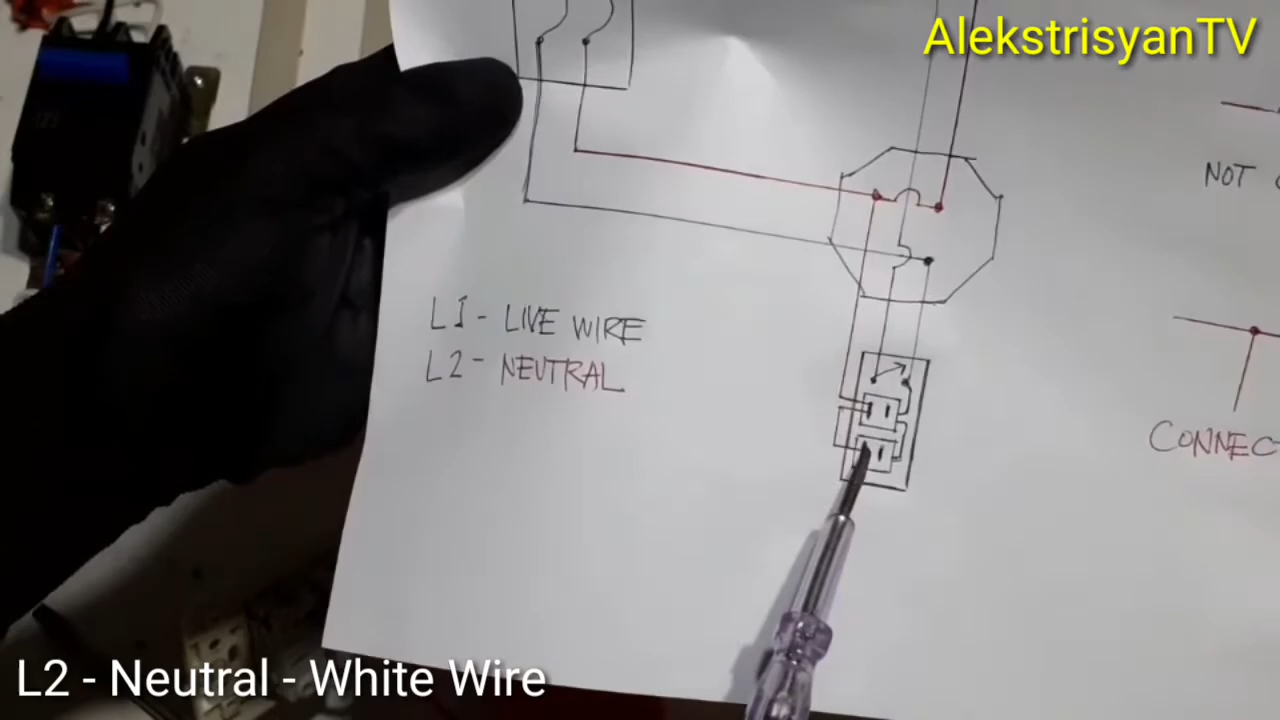 AlekstrisyanTV
NOT
L1 - LIVE WIRE
L2 - NEUTRAL
CONNEC
L2 - Neutral - White Wire